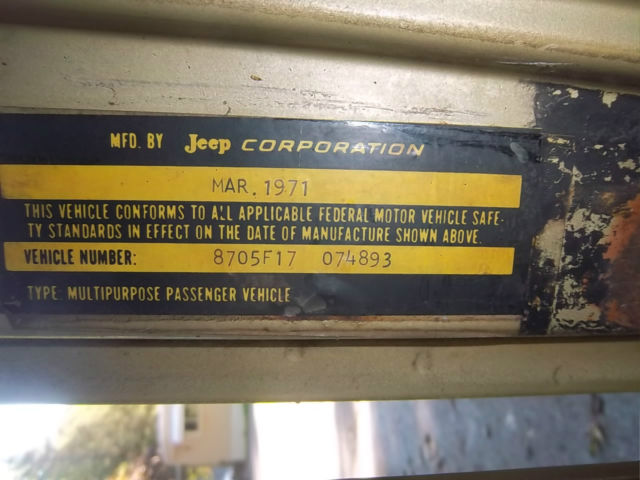 MFD. BY Jeep CORPORATION
MAR. 1971
THIS VEHICLE CONFORMS TO ALL APPLICABLE FEDERAL MOTOR VEHICLE SAFE-
TY STANDARDS IN EFFECT ON THE DATE OF MANUFACTURE SHOWN ABOVE.
VEHICLE NUMBER: 8705F17 074893
TYPE: MULTIPURPOSE PASSENGER VEHICLE